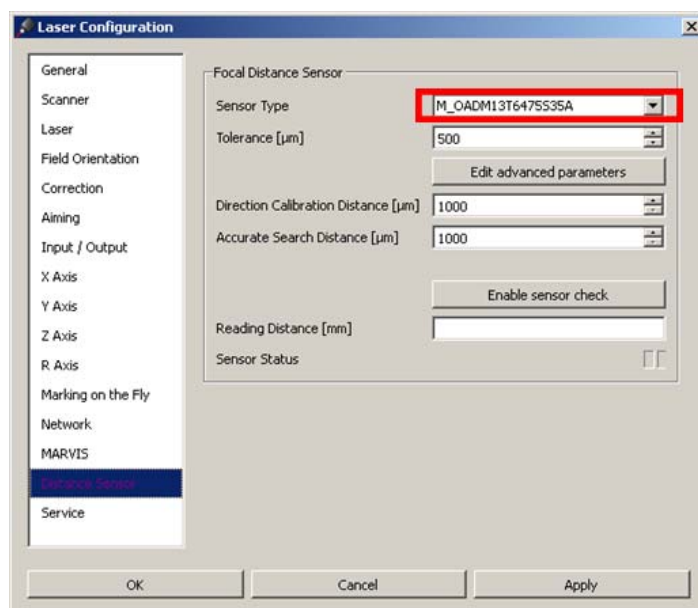 Laser Configuration
General
Scanner
Laser
Field Orientation
Correction
Aiming
Input / Output
X Axis
Y Axis
Z Axis
R Axis
Marking on the Fly
Network
MARVIS
Distance Sensor
Service
Focal Distance Sensor
Sensor Type M_OADM13T6475S35A
Tolerance [µm] 500
Edit advanced parameters
Direction Calibration Distance [µm] 1000
Accurate Search Distance [µm] 1000
Enable sensor check
Reading Distance [mm]
Sensor Status
OK Cancel Apply